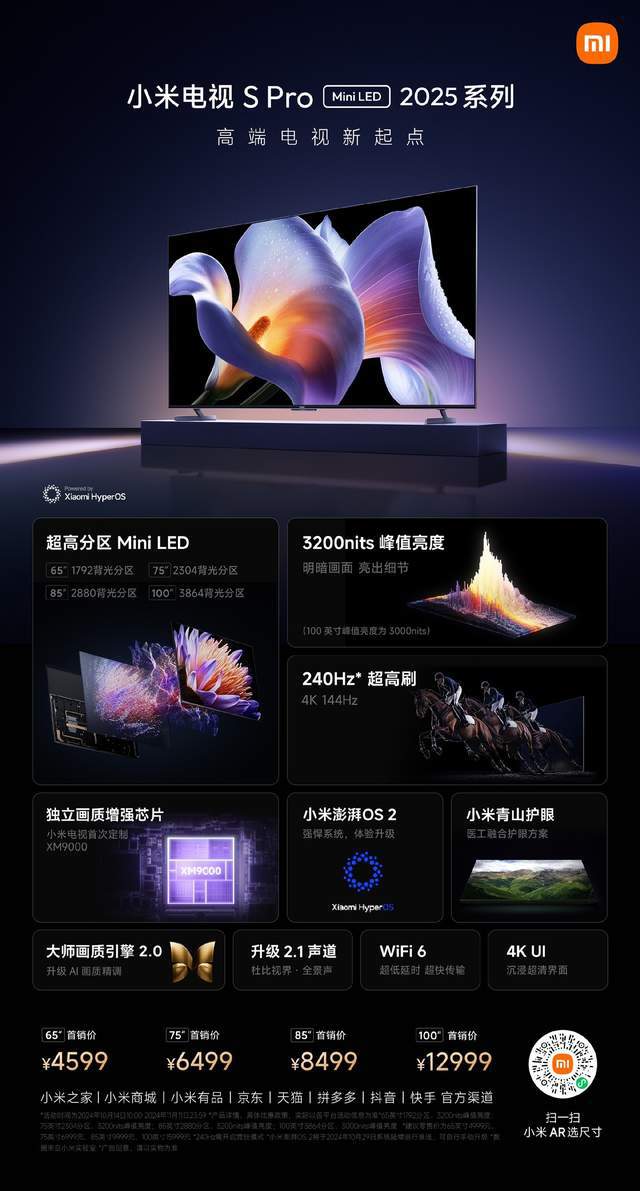 小米电视 S Pro Mini LED 2025 系列
高端电视新起点
Powered by
Xiaomi HyperOS
超高分区 Mini LED
65" 1792背光分区 75" 2304背光分区
85" 2880背光分区 100" 3864背光分区
3200nits 峰值亮度
明暗画面 亮出细节
(100 英寸峰值亮度为 3000nits)
240Hz* 超高刷
4K 144Hz
独立画质增强芯片
小米电视首次定制
XM9000
XM9000
小米澎湃OS 2
强悍系统，体验升级
Xiaomi HyperOS
小米青山护眼
医工融合护眼方案
大师画质引擎 2.0
升级 AI 画质精调
升级 2.1 声道
杜比视界·全景声
WiFi 6
超低延时 超快传输
4K UI
沉浸超清界面
65" 首销价
¥4599
75" 首销价
¥6499
85" 首销价
¥8499
100" 首销价
¥12999
小米之家 | 小米商城 | 小米有品 | 京东 | 天猫 | 拼多多 | 抖音 | 快手 官方渠道
扫一扫
小米 AR 选尺寸